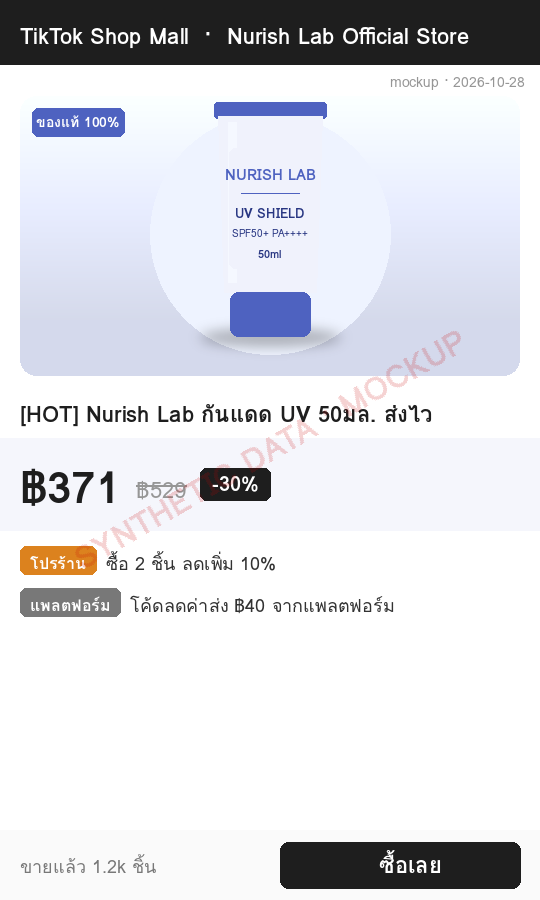 TikTok Shop Mall · Nurish Lab Official Store
mockup · 2026-10-28
ของแท้ 100%
NURISH LAB
UV SHIELD
SPF50+ PA++++
50ml
[HOT] Nurish Lab กันแดด UV 50มล. ส่งไว
฿371 ฿529 -30%
SYNTHETIC DATA · MOCKUP
โปรร้าน ซื้อ 2 ชิ้น ลดเพิ่ม 10%
แพลตฟอร์ม โค้ดลดค่าส่ง ฿40 จากแพลตฟอร์ม
ขายแล้ว 1.2k ชิ้น ซื้อเลย